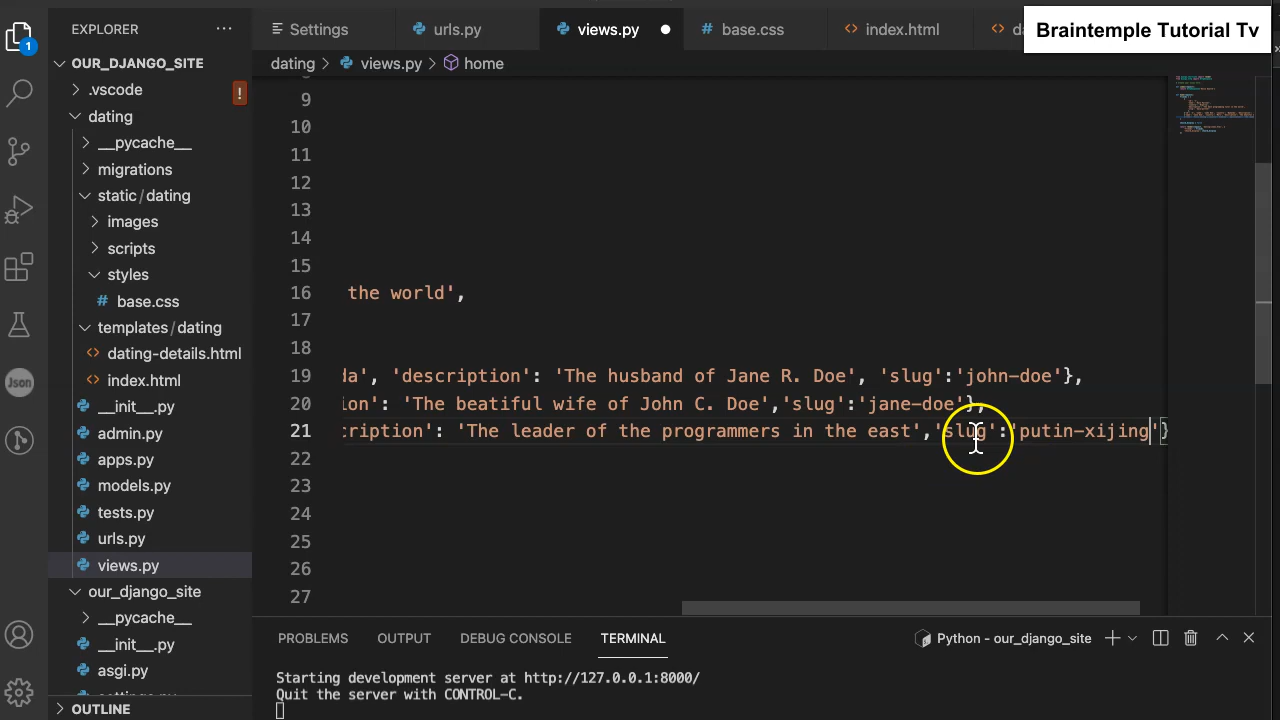 EXPLORER
Settings
urls.py
views.py
base.css
index.html
Braintemple Tutorial Tv
1
OUR_DJANGO_SITE
dating
views.py
home
.vscode
!
dating
__pycache__
migrations
static/dating
images
scripts
styles
base.css
templates/dating
dating-details.html
index.html
__init__.py
admin.py
apps.py
models.py
tests.py
urls.py
views.py
our_django_site
__pycache__
__init__.py
asgi.py
OUTLINE
Json
9
10
11
12
13
14
15
16 the world',
17
18
19 da', 'description': 'The husband of Jane R. Doe', 'slug':'john-doe'},
20 ion': 'The beatiful wife of John C. Doe','slug':'jane-doe'},
21 cription': 'The leader of the programmers in the east','slug':'putin-xijing'}
22
23
24
25
26
27
PROBLEMS
OUTPUT
DEBUG CONSOLE
TERMINAL
Python - our_django_site
Starting development server at http://127.0.0.1:8000/
Quit the server with CONTROL-C.